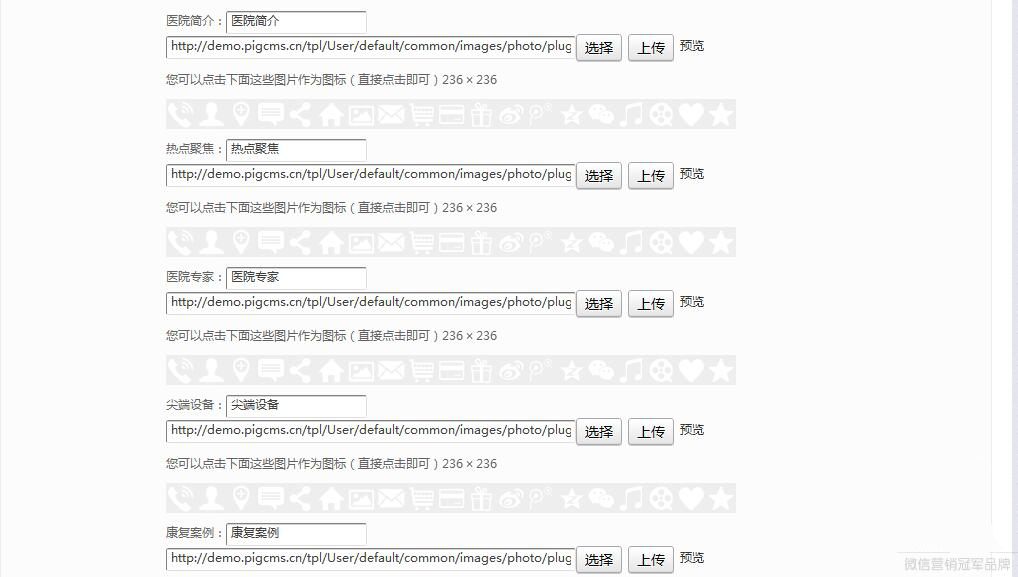 医院简介： 医院简介
http://demo.pigcms.cn/tpl/User/default/common/images/photo/plug 选择 上传 预览
您可以点击下面这些图片作为图标（直接点击即可）236×236
热点聚焦： 热点聚焦
http://demo.pigcms.cn/tpl/User/default/common/images/photo/plug 选择 上传 预览
您可以点击下面这些图片作为图标（直接点击即可）236×236
医院专家： 医院专家
http://demo.pigcms.cn/tpl/User/default/common/images/photo/plug 选择 上传 预览
您可以点击下面这些图片作为图标（直接点击即可）236×236
尖端设备： 尖端设备
http://demo.pigcms.cn/tpl/User/default/common/images/photo/plug 选择 上传 预览
您可以点击下面这些图片作为图标（直接点击即可）236×236
康复案例： 康复案例
http://demo.pigcms.cn/tpl/User/default/common/images/photo/plug 选择 上传 预览
微信营销冠军品牌